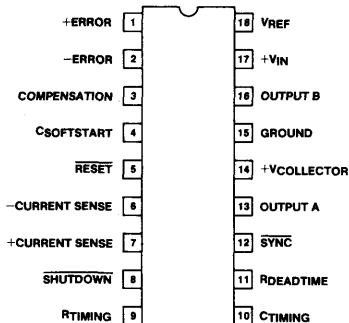 +ERROR 1 18 VREF
−ERROR 2 17 +VIN
COMPENSATION 3 16 OUTPUT B
CSOFTSTART 4 15 GROUND
RESET 5 14 +VCOLLECTOR
−CURRENT SENSE 6 13 OUTPUT A
+CURRENT SENSE 7 12 SYNC
SHUTDOWN 8 11 RDEADTIME
RTIMING 9 10 CTIMING